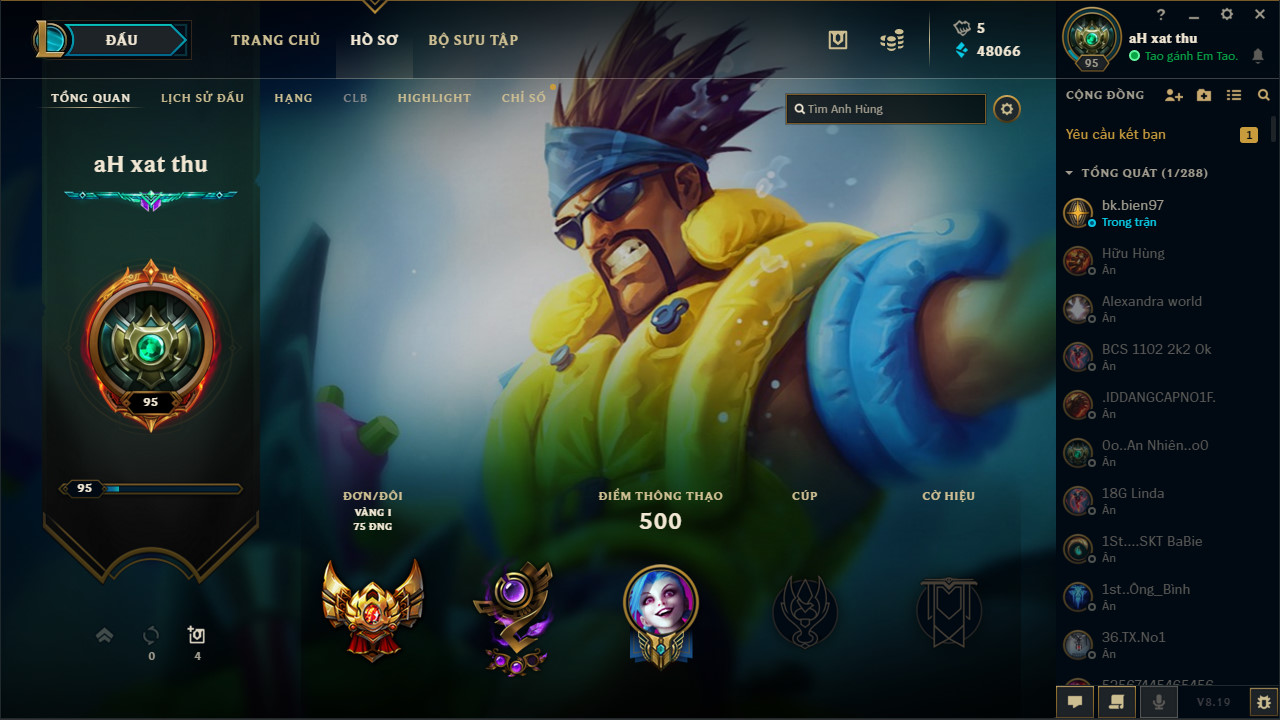 ĐẤU
TRANG CHỦ
HỒ SƠ
BỘ SƯU TẬP
5
48066
aH xat thu
Tao gánh Em Tao.
95
TỔNG QUAN
LỊCH SỬ ĐẤU
HẠNG
CLB
HIGHLIGHT
CHỈ SỐ
Tìm Anh Hùng
CỘNG ĐỒNG
Yêu cầu kết bạn
1
TỔNG QUÁT (1/288)
bk.bien97
Trong trận
Hữu Hùng
Ẩn
Alexandra world
Ẩn
BCS 1102 2k2 Ok
Ẩn
.IDDANGCAPNO1F.
Ẩn
0o..An Nhiên..o0
Ẩn
18G Linda
Ẩn
1St....SKT BaBie
Ẩn
1st..Ông_Bình
Ẩn
36.TX.No1
Ẩn
52567445465456
V8.19
aH xat thu
95
95
0
4
ĐƠN/ĐÔI
VÀNG I
75 ĐNG
ĐIỂM THÔNG THẠO
500
CÚP
CỜ HIỆU